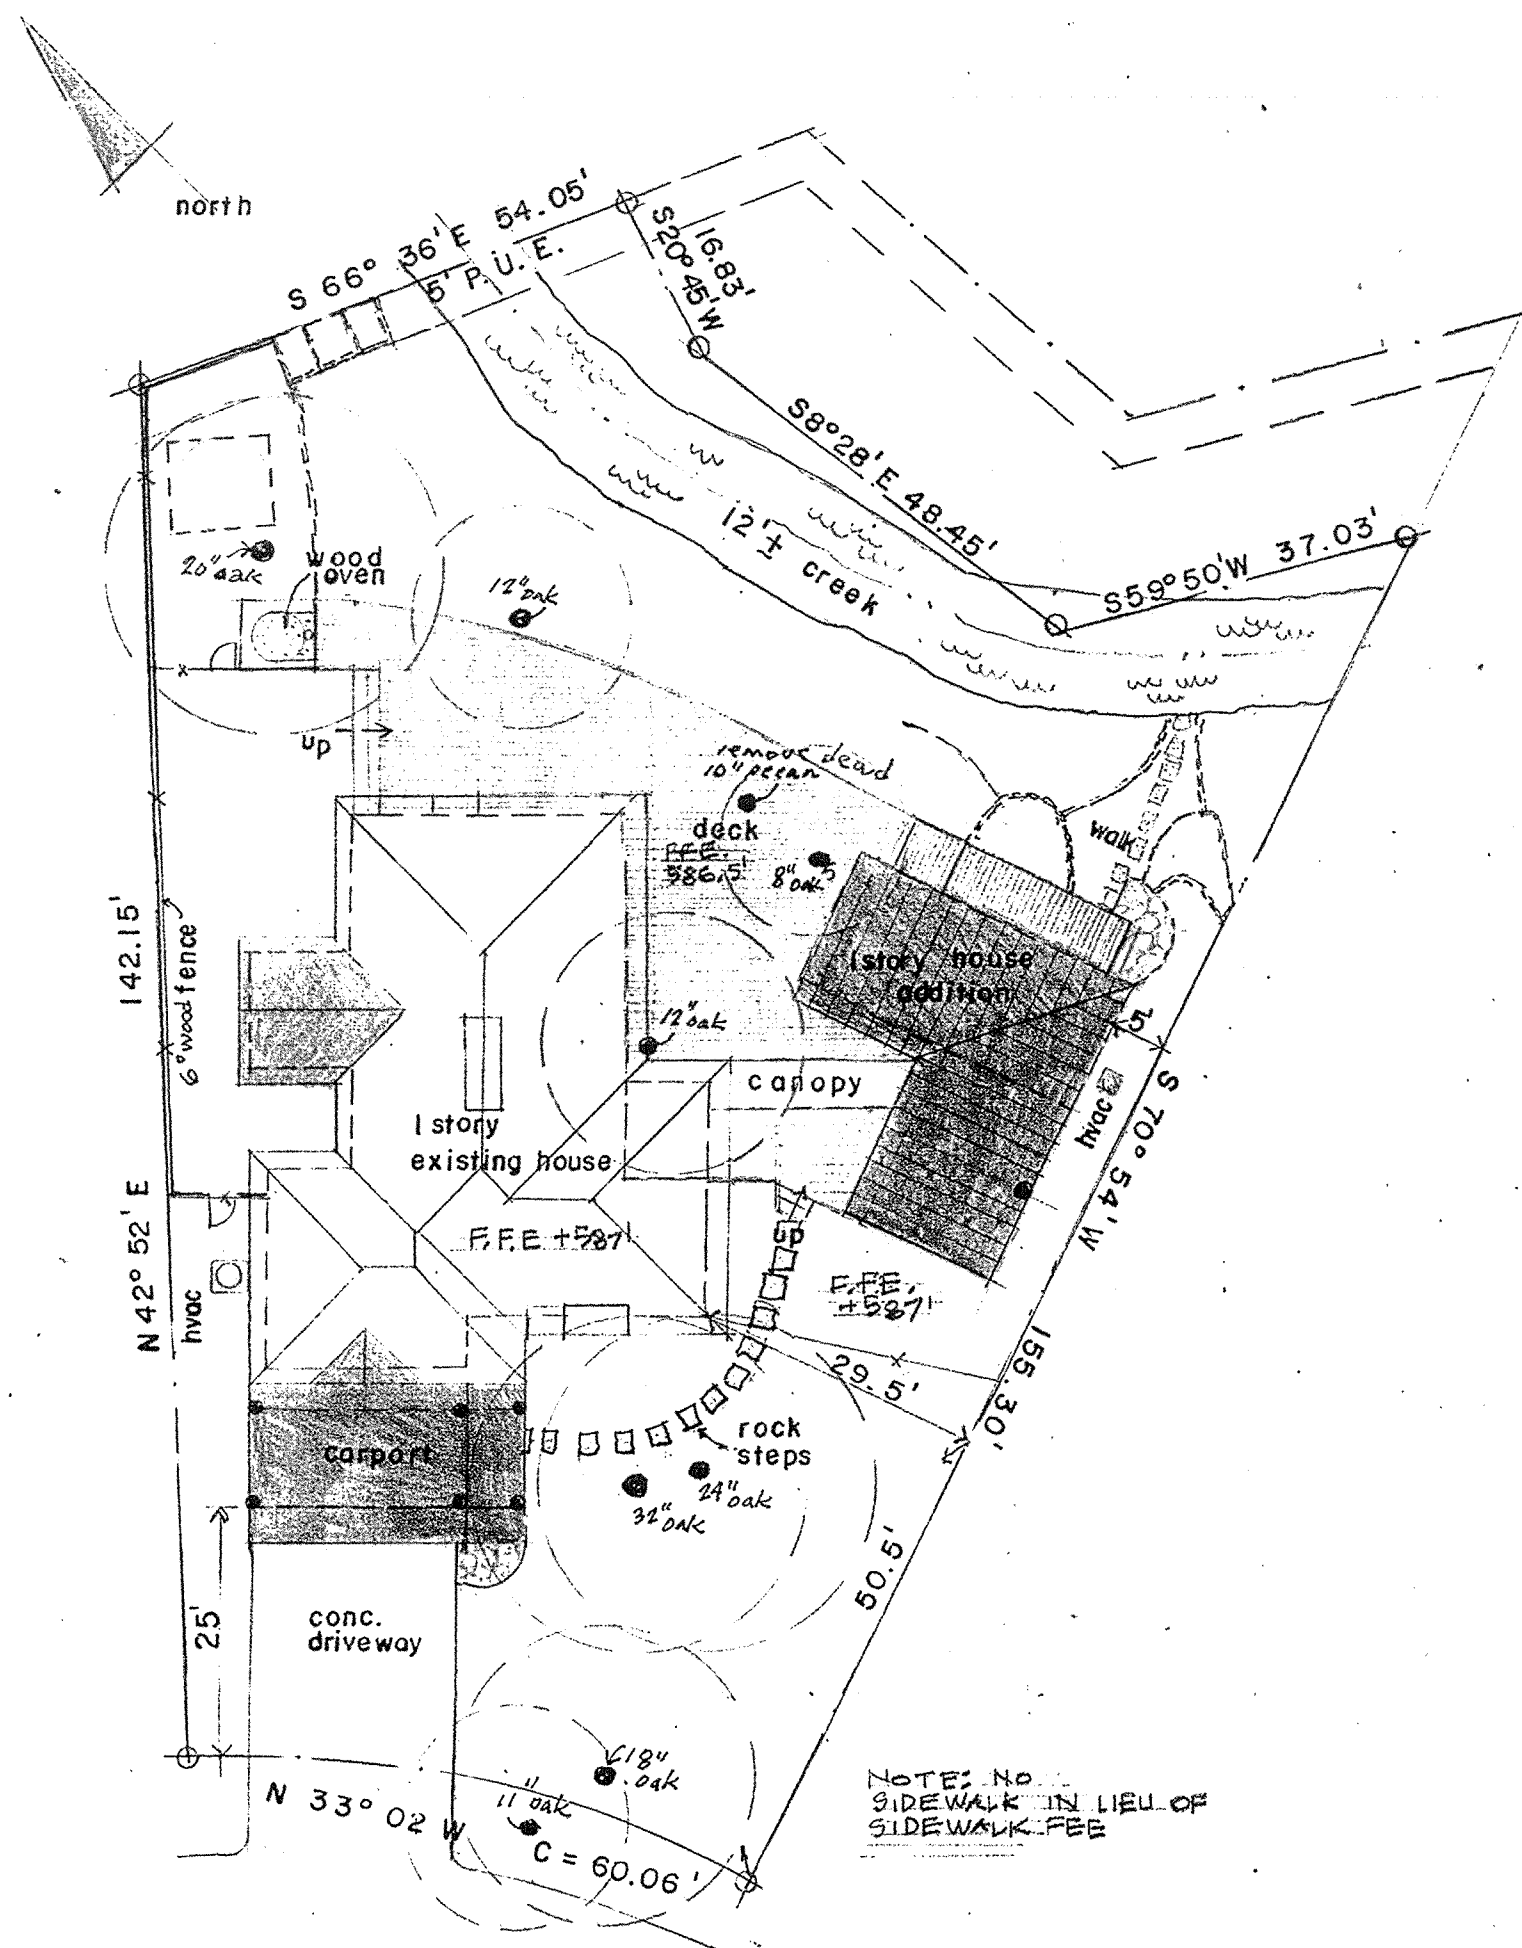 north
S 66° 36' E 54.05'
5' P.U.E.
16.83'
S20°45'W
S8°28'E 48.45'
S59°50'W 37.03'
12'± creek
20" oak
wood
oven
12" oak
up
remove dead
10" pecan
deck
F.F.E.
586.5'
8" oak
walk
1 story house
addition
5'
142.15'
6' wood fence
12" oak
canopy
hvac
S 70° 54' W
1 story
existing house
F.F.E +587'
up
F.F.E.
+587'
N 42° 52' E
hvac
29.5'
155.30'
carport
rock
steps
32" oak
24" oak
50.5'
25'
conc.
driveway
18"
oak
11" oak
N 33° 02 W
C = 60.06'
NOTE: NO
SIDEWALK IN LIEU OF
SIDEWALK FEE